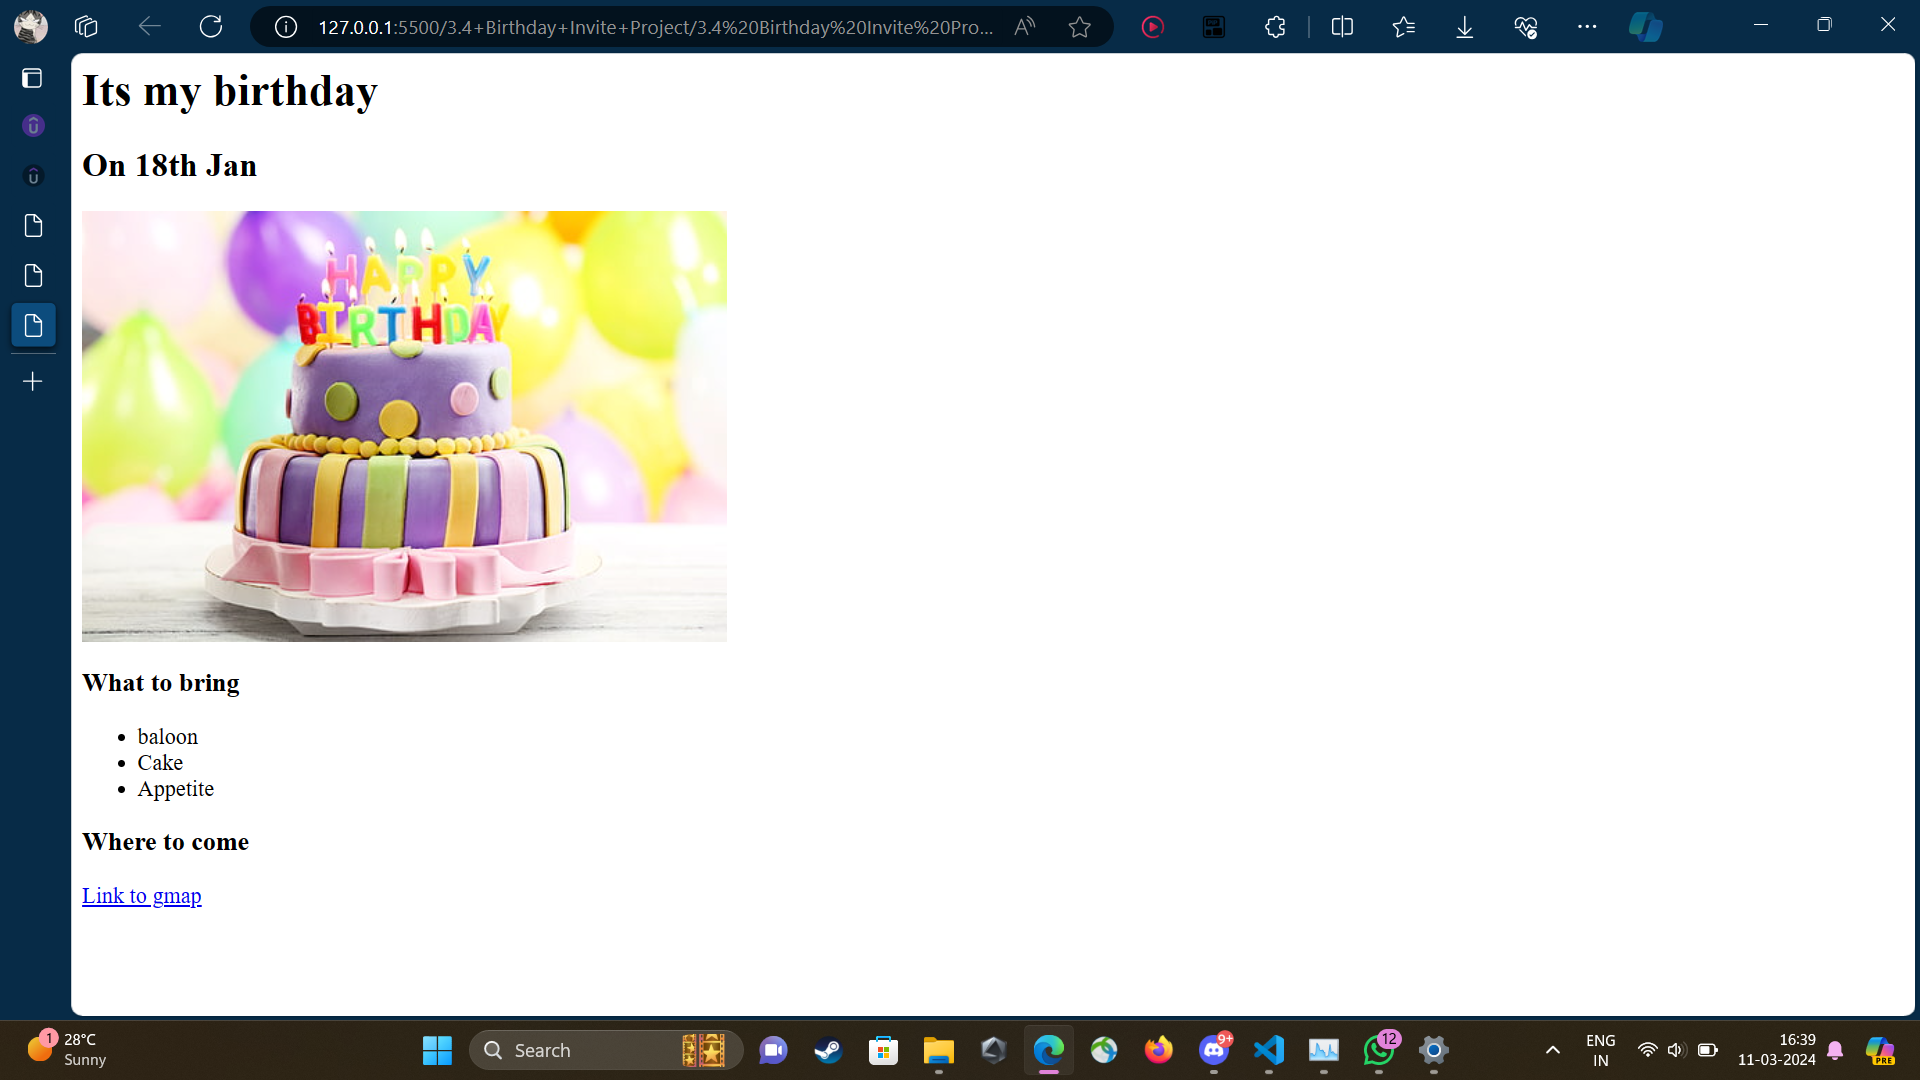 127.0.0.1:5500/3.4+Birthday+Invite+Project/3.4%20Birthday%20Invite%20Pro...
Its my birthday
On 18th Jan
HAPPY
BIRTHDAY
What to bring
baloon
Cake
Appetite
Where to come
Link to gmap
1
28°C
Sunny
Search
9+
12
PRE
ENG
IN
16:39
11-03-2024